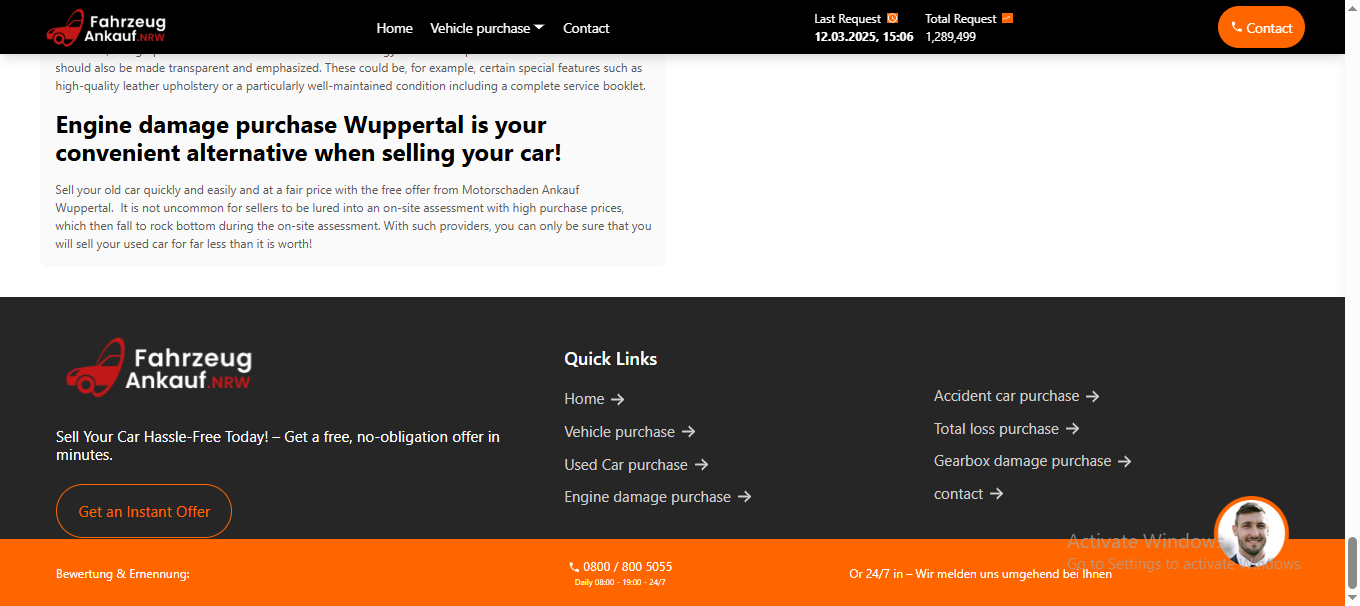 Fahrzeug
Ankauf.NRW
Home
Vehicle purchase
Contact
Last Request
12.03.2025, 15:06
Total Request
1,289,499
Contact
should also be made transparent and emphasized. These could be, for example, certain special features such as
high-quality leather upholstery or a particularly well-maintained condition including a complete service booklet.
Engine damage purchase Wuppertal is your
convenient alternative when selling your car!
Sell your old car quickly and easily and at a fair price with the free offer from Motorschaden Ankauf
Wuppertal. It is not uncommon for sellers to be lured into an on-site assessment with high purchase prices,
which then fall to rock bottom during the on-site assessment. With such providers, you can only be sure that you
will sell your used car for far less than it is worth!
Fahrzeug
Ankauf.NRW
Sell Your Car Hassle-Free Today! – Get a free, no-obligation offer in
minutes.
Get an Instant Offer
Quick Links
Home →
Vehicle purchase →
Used Car purchase →
Engine damage purchase →
Accident car purchase →
Total loss purchase →
Gearbox damage purchase →
contact →
Activate Windows
Go to Settings to activate Windows.
Bewertung & Ernennung:
0800 / 800 5055
Daily 08:00 - 19:00 - 24/7
Or 24/7 in – Wir melden uns umgehend bei Ihnen